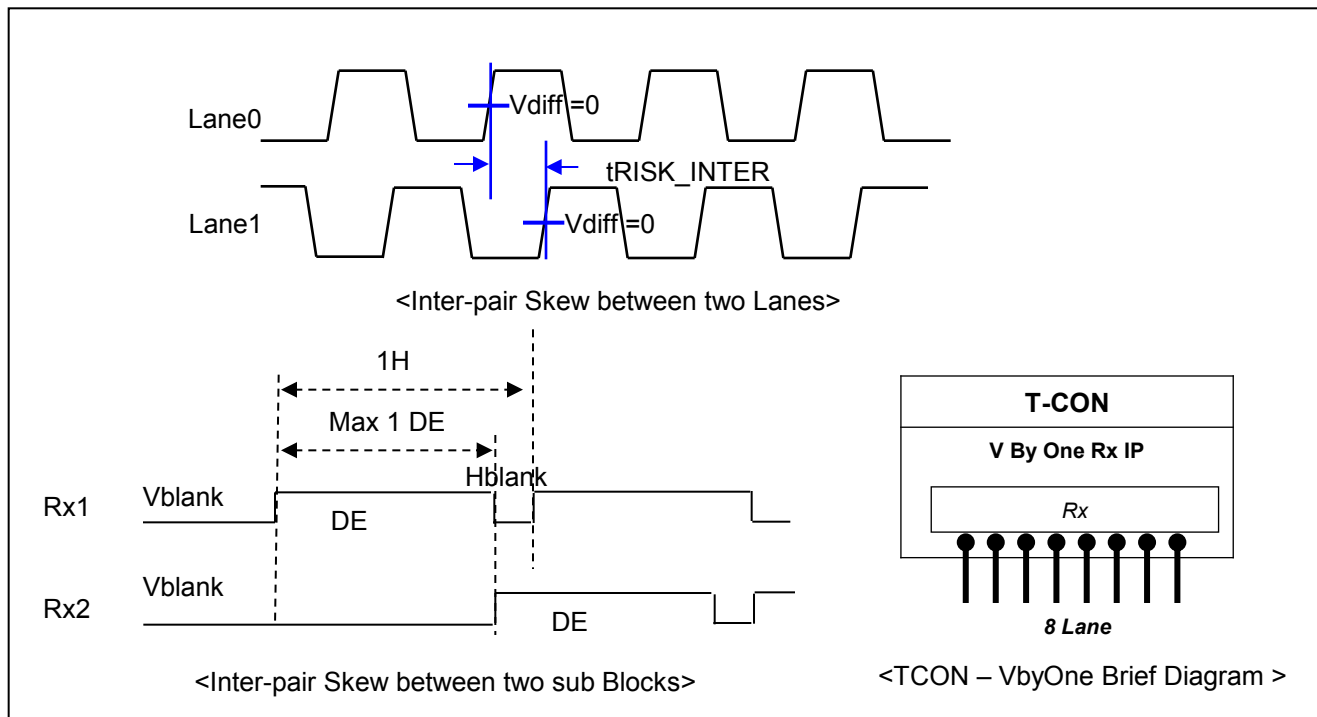 Lane0
Vdiff =0
tRISK_INTER
Lane1
Vdiff =0
<Inter-pair Skew between two Lanes>
1H
Max 1 DE
Hblank
Rx1
Vblank
DE
Rx2
Vblank
DE
<Inter-pair Skew between two sub Blocks>
T-CON
V By One Rx IP
Rx
8 Lane
<TCON – VbyOne Brief Diagram >